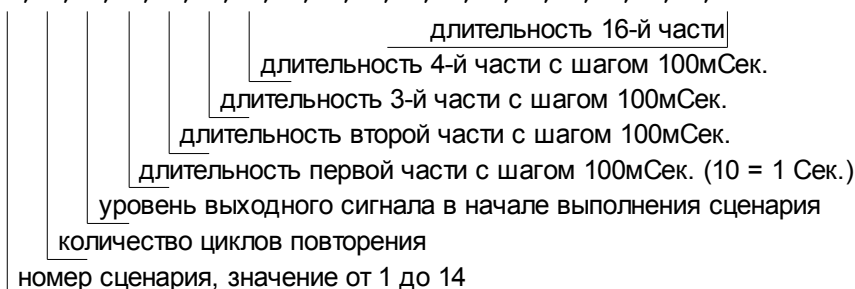 длительность 16-й части
длительность 4-й части с шагом 100мСек.
длительность 3-й части с шагом 100мСек.
длительность второй части с шагом 100мСек.
длительность первой части с шагом 100мСек. (10 = 1 Сек.)
уровень выходного сигнала в начале выполнения сценария
количество циклов повторения
номер сценария, значение от 1 до 14